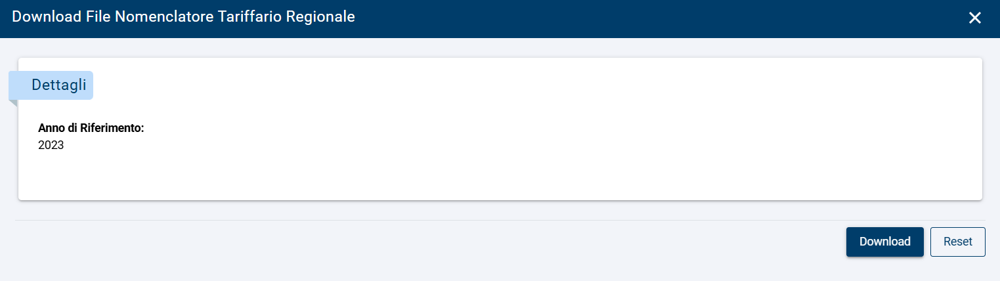 Download File Nomenclatore Tariffario Regionale
Dettagli
Anno di Riferimento:
2023
Download Reset